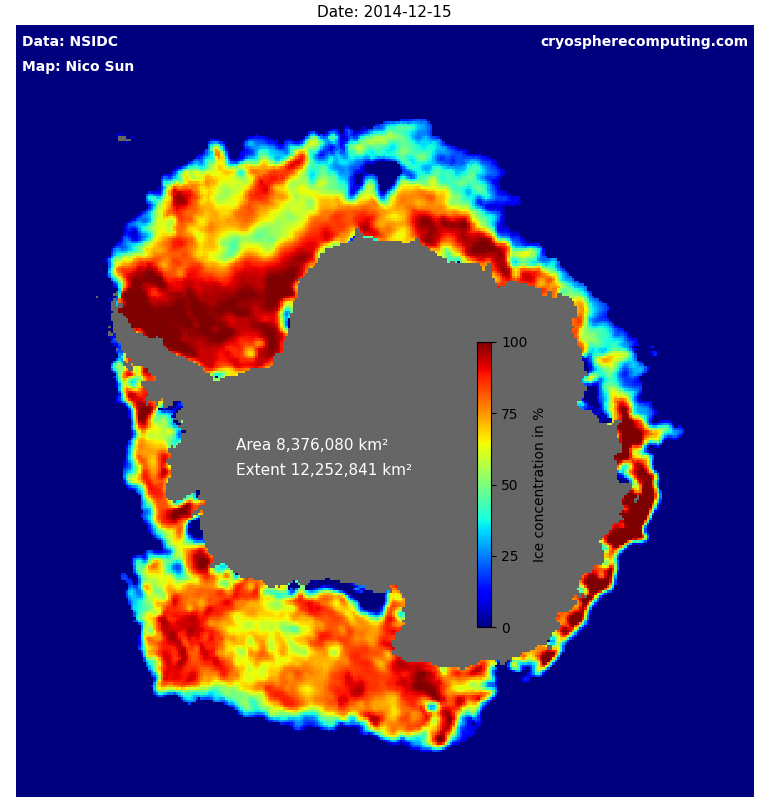 Date: 2014-12-15
Data: NSIDC
cryospherecomputing.com
Map: Nico Sun
100
75
50
25
0
Ice concentration in %
Area 8,376,080 km²
Extent 12,252,841 km²